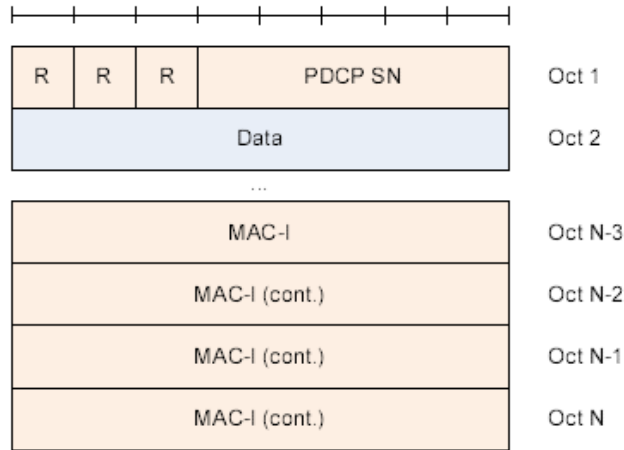 R R R PDCP SN Oct 1
Data Oct 2
...
MAC-I Oct N-3
MAC-I (cont.) Oct N-2
MAC-I (cont.) Oct N-1
MAC-I (cont.) Oct N